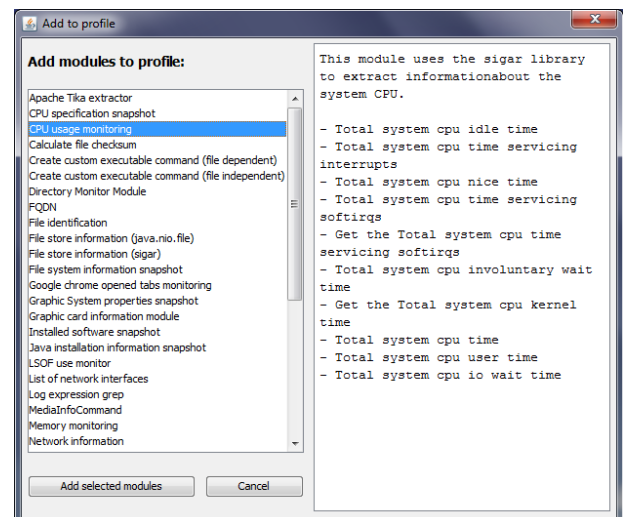 Add to profile
Add modules to profile:
Apache Tika extractor
CPU specification snapshot
CPU usage monitoring
Calculate file checksum
Create custom executable command (file dependent)
Create custom executable command (file independent)
Directory Monitor Module
FQDN
File identification
File store information (java.nio.file)
File store information (sigar)
File system information snapshot
Google chrome opened tabs monitoring
Graphic System properties snapshot
Graphic card information module
Installed software snapshot
Java installation information snapshot
LSOF use monitor
List of network interfaces
Log expression grep
MediaInfoCommand
Memory monitoring
Network information
Add selected modules
Cancel
This module uses the sigar library
to extract informationabout the
system CPU.
- Total system cpu idle time
- Total system cpu time servicing
interrupts
- Total system cpu nice time
- Total system cpu time servicing
softirqs
- Get the Total system cpu time
servicing softirqs
- Total system cpu involuntary wait
time
- Get the Total system cpu kernel
time
- Total system cpu time
- Total system cpu user time
- Total system cpu io wait time